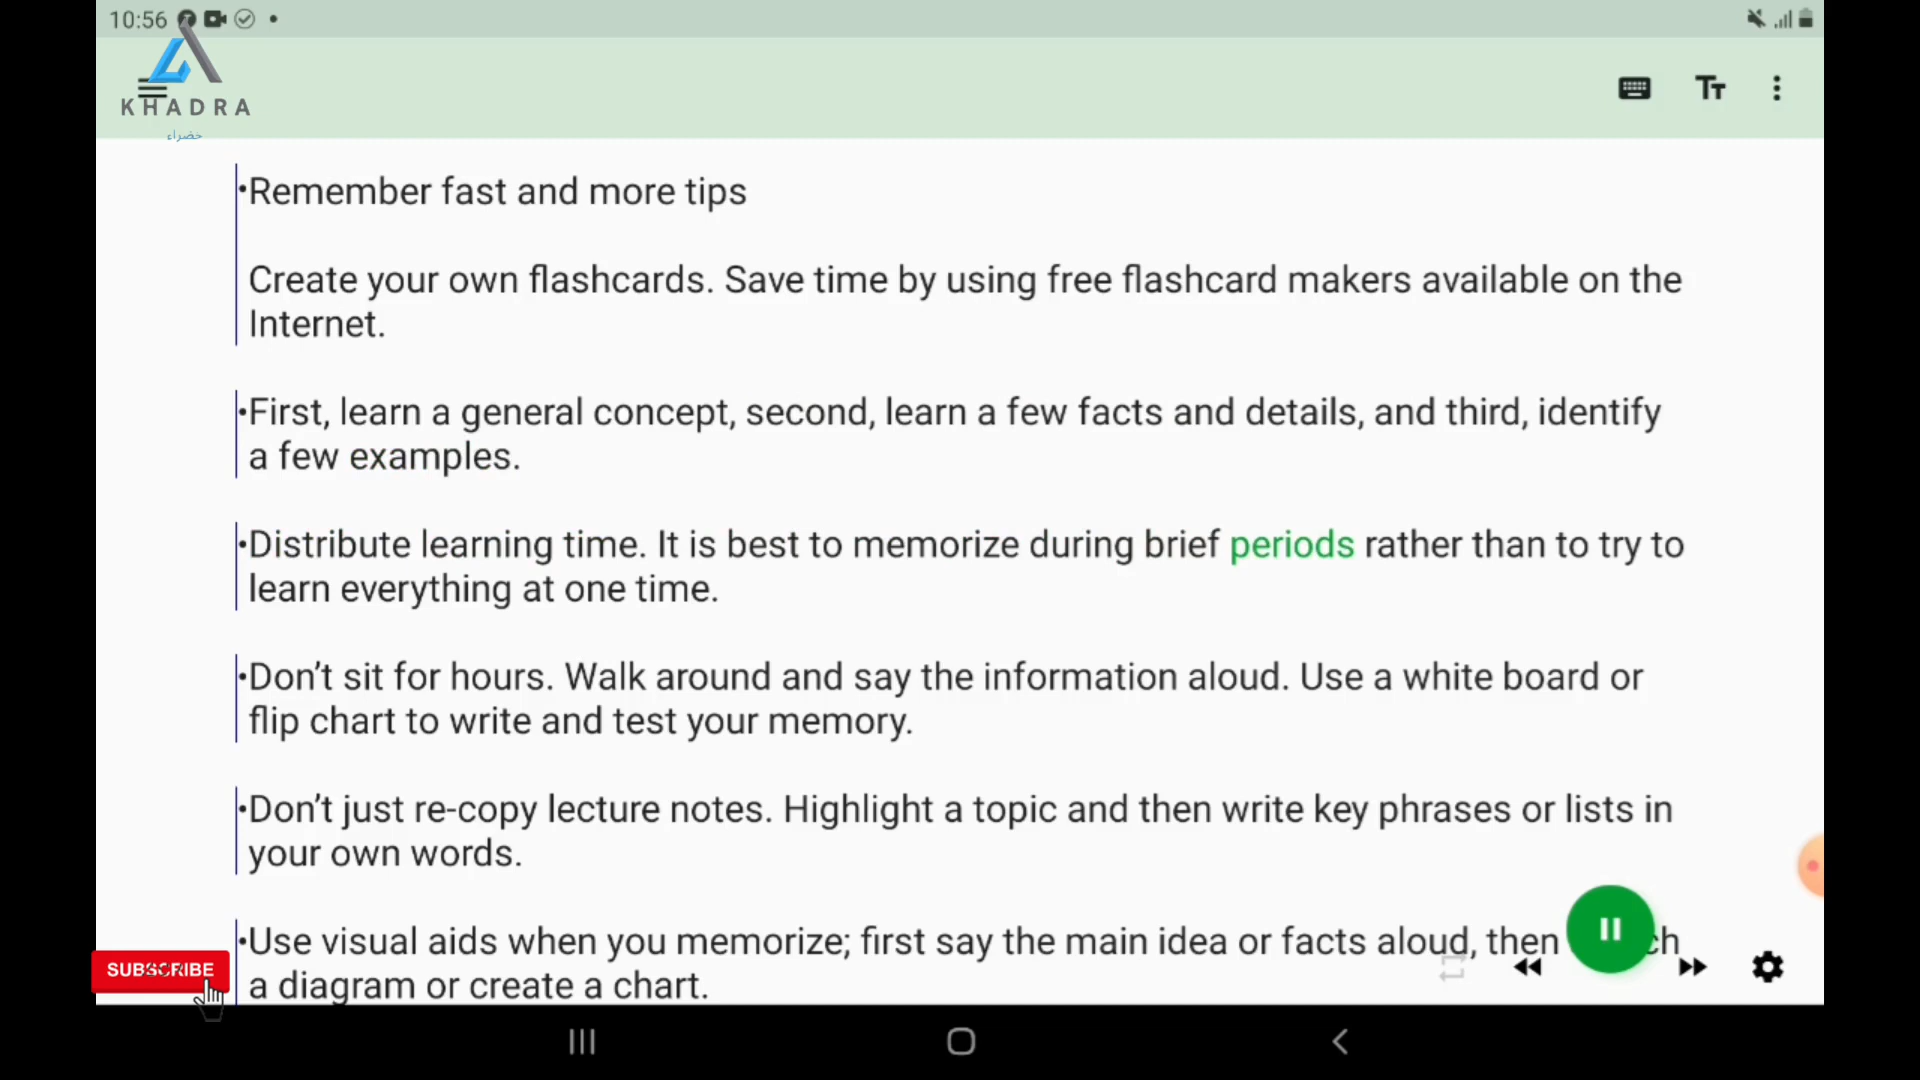 10:56
KHADRA
خضراء
•Remember fast and more tips
Create your own flashcards. Save time by using free flashcard makers available on the
Internet.
•First, learn a general concept, second, learn a few facts and details, and third, identify
a few examples.
•Distribute learning time. It is best to memorize during brief periods rather than to try to
learn everything at one time.
•Don’t sit for hours. Walk around and say the information aloud. Use a white board or
flip chart to write and test your memory.
•Don’t just re-copy lecture notes. Highlight a topic and then write key phrases or lists in
your own words.
•Use visual aids when you memorize; first say the main idea or facts aloud, then
a diagram or create a chart.
SUBSCRIBE